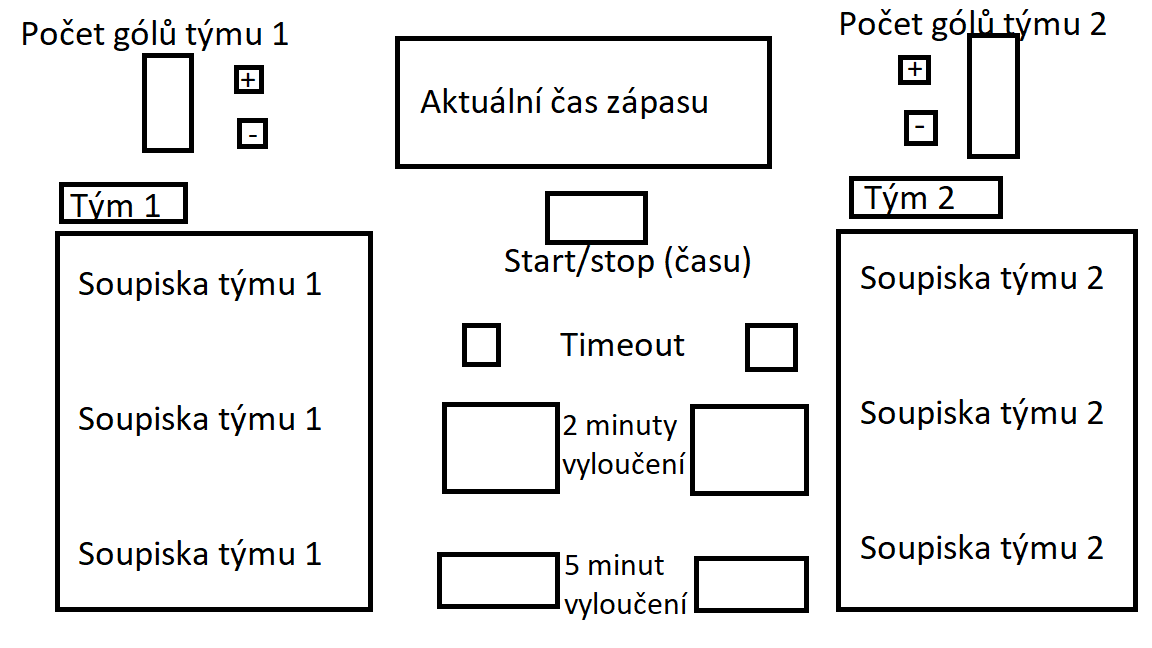 Počet gólů týmu 1
+
-
Aktuální čas zápasu
Počet gólů týmu 2
+
-
Tým 1
Tým 2
Start/stop (času)
Soupiska týmu 1
Soupiska týmu 1
Soupiska týmu 1
Timeout
2 minuty
vyloučení
5 minut
vyloučení
Soupiska týmu 2
Soupiska týmu 2
Soupiska týmu 2